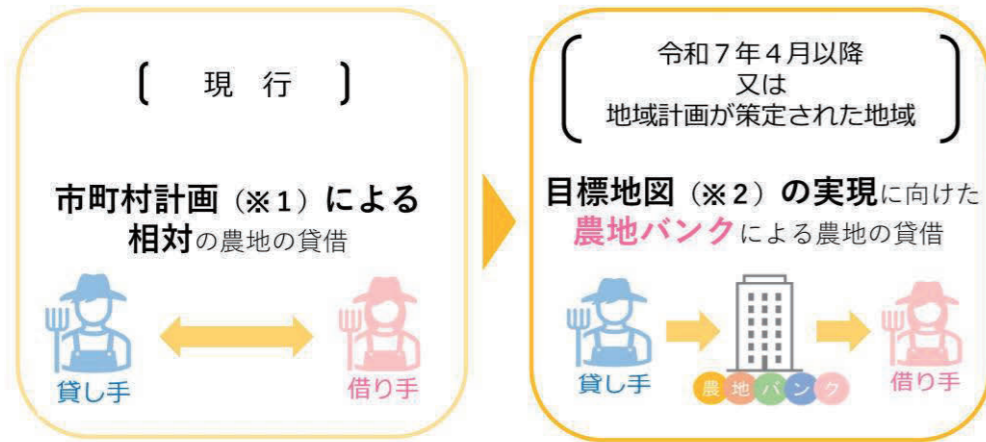 〔 現 行 〕
市町村計画（※１）による
相対の農地の貸借
貸し手
借り手
令和７年４月以降
又は
地域計画が策定された地域
目標地図（※２）の実現に向けた
農地バンクによる農地の貸借
貸し手
農地バンク
借り手